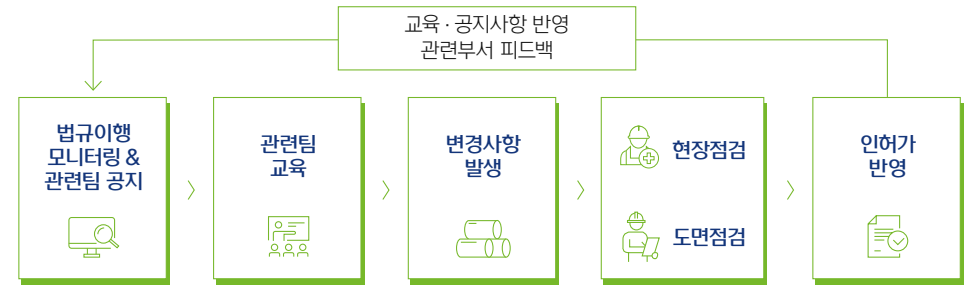 교육 · 공지사항 반영
관련부서 피드백
법규이행
모니터링 &
관련팀 공지
관련팀
교육
변경사항
발생
현장점검
도면점검
인허가
반영